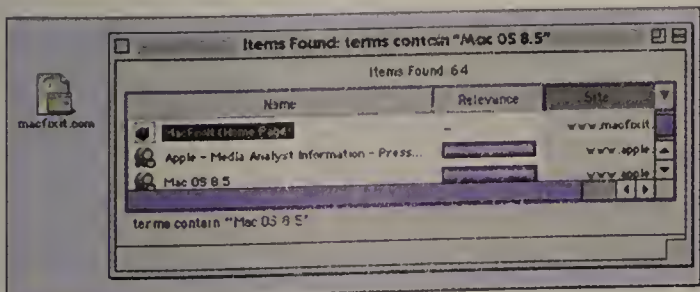 Items Found: terms contain "Mac OS 8.5"
Items Found 64
Name Relevance Site
macfixit.com
MacFixIt (Home Page) – www.macfixit.
Apple - Media Analyst Information - Press... www.apple
Mac OS 8.5 www.apple
terms contain "Mac OS 8.5"